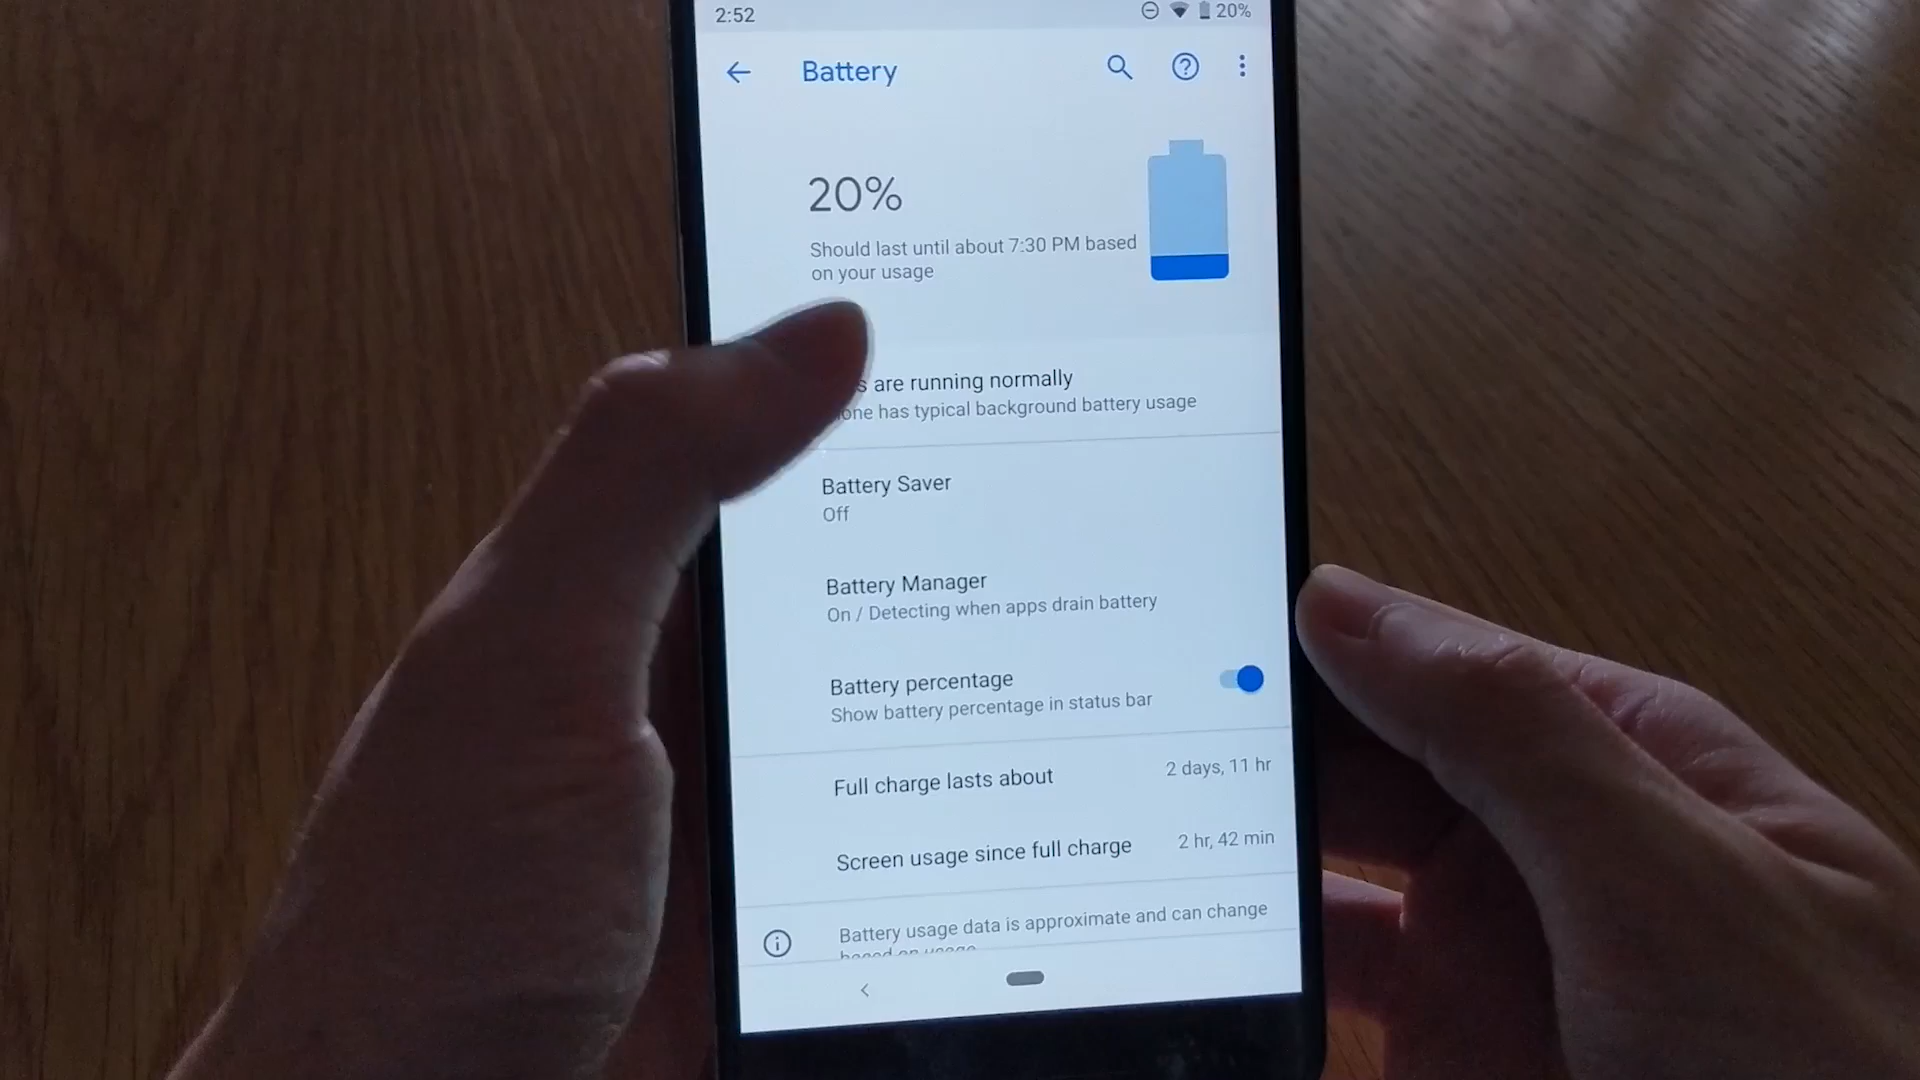 2:52
20%
Battery
20%
Should last until about 7:30 PM based
on your usage
are running normally
has typical background battery usage
Battery Saver
Off
Battery Manager
On / Detecting when apps drain battery
Battery percentage
Show battery percentage in status bar
Full charge lasts about
2 days, 11 hr
Screen usage since full charge
2 hr, 42 min
Battery usage data is approximate and can change
based on usage